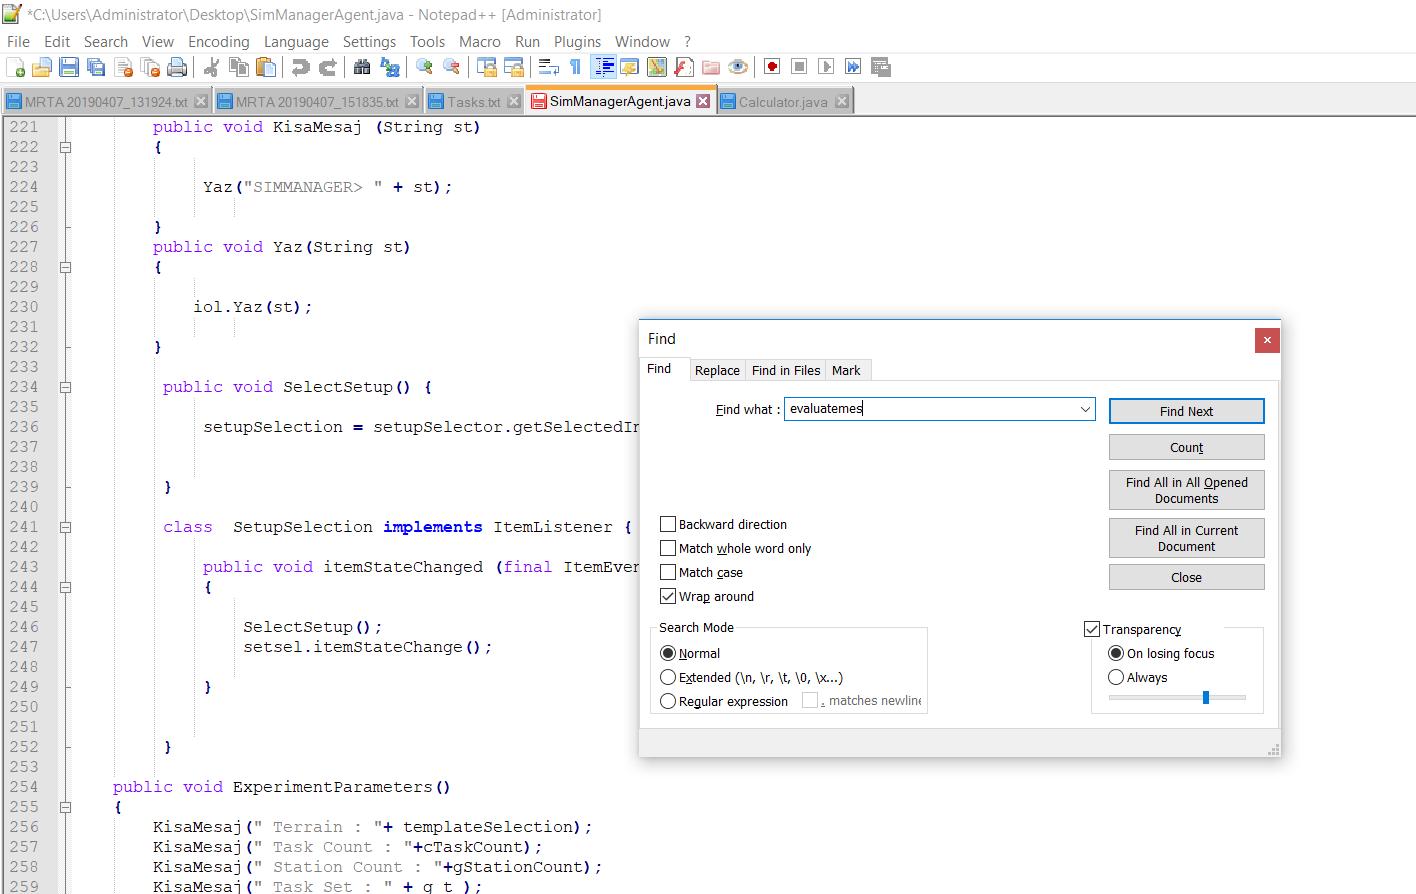 *C:\Users\Administrator\Desktop\SimManagerAgent.java - Notepad++ [Administrator]
File Edit Search View Encoding Language Settings Tools Macro Run Plugins Window ?
MRTA 20190407_131924.txt MRTA 20190407_151835.txt Tasks.txt SimManagerAgent.java Calculator.java
221 public void KisaMesaj (String st)
222 {
223
224 Yaz("SIMMANAGER> " + st);
225
226 }
227 public void Yaz(String st)
228 {
229
230 iol.Yaz(st);
231
232 }
233
234 public void SelectSetup() {
235
236 setupSelection = setupSelector.getSelectedIn
237
238
239 }
240
241 class SetupSelection implements ItemListener {
242
243 public void itemStateChanged (final ItemEven
244 {
245
246 SelectSetup();
247 setsel.itemStateChange();
248
249 }
250
251
252 }
253
254 public void ExperimentParameters()
255 {
256 KisaMesaj(" Terrain : "+ templateSelection);
257 KisaMesaj(" Task Count : "+cTaskCount);
258 KisaMesaj(" Station Count : "+gStationCount);
259 KisaMesaj(" Task Set : " + g_t );
Find
Find Replace Find in Files Mark
Find what : evaluatemes
Find Next
Count
Find All in All Opened
Documents
Find All in Current
Document
Close
Backward direction
Match whole word only
Match case
Wrap around
Search Mode
Normal
Extended (\n, \r, \t, \0, \x...)
Regular expression . matches newline
Transparency
On losing focus
Always